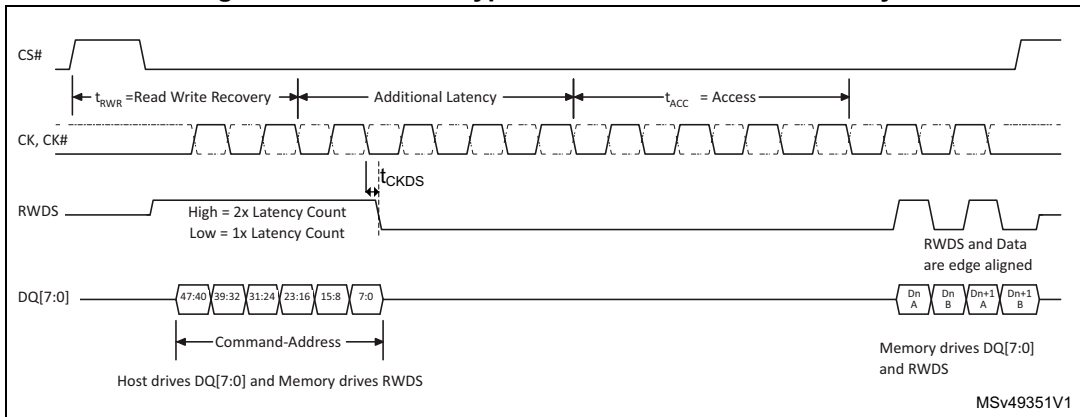 CS#
tRWR =Read Write Recovery
Additional Latency
tACC = Access
CK, CK#
tCKDS
RWDS
High = 2x Latency Count
Low = 1x Latency Count
RWDS and Data
are edge aligned
DQ[7:0]
47:40 39:32 31:24 23:16 15:8 7:0
Dn Dn Dn+1 Dn+1
A B A B
Command-Address
Memory drives DQ[7:0]
and RWDS
Host drives DQ[7:0] and Memory drives RWDS
MSv49351V1